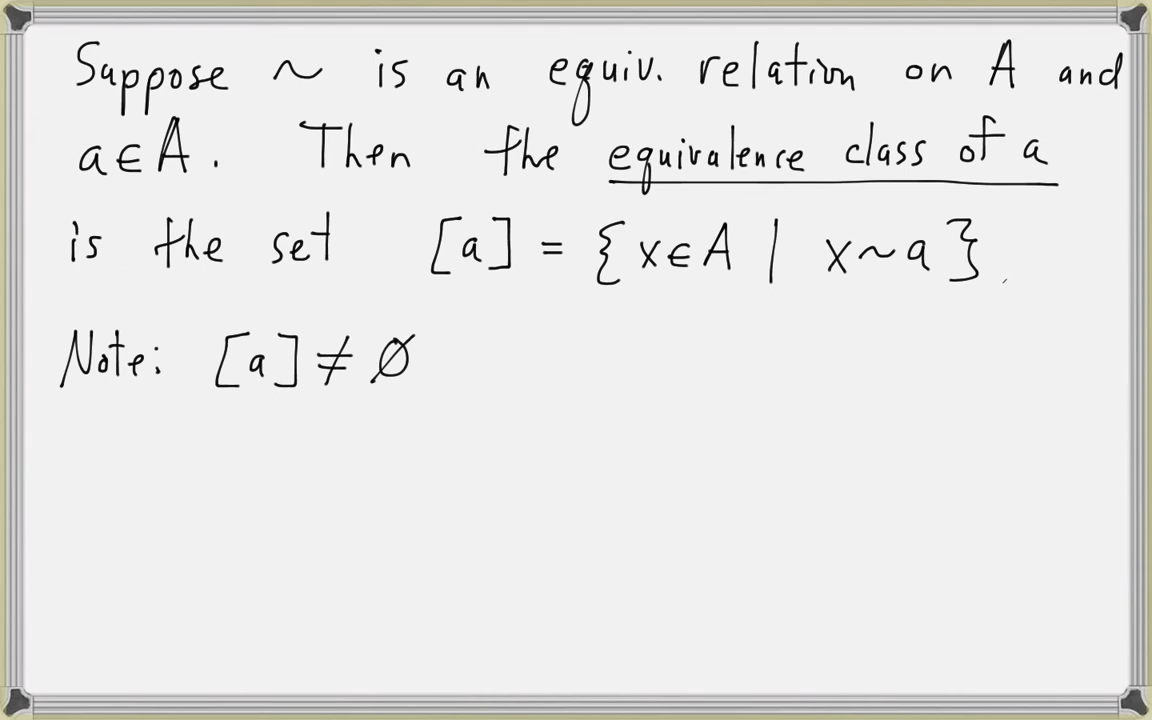 Suppose ~ is an equiv. relation on A and
a∈A. Then the equivalence class of a
is the set [a] = {x∈A | x~a}.
Note: [a] ≠ ∅